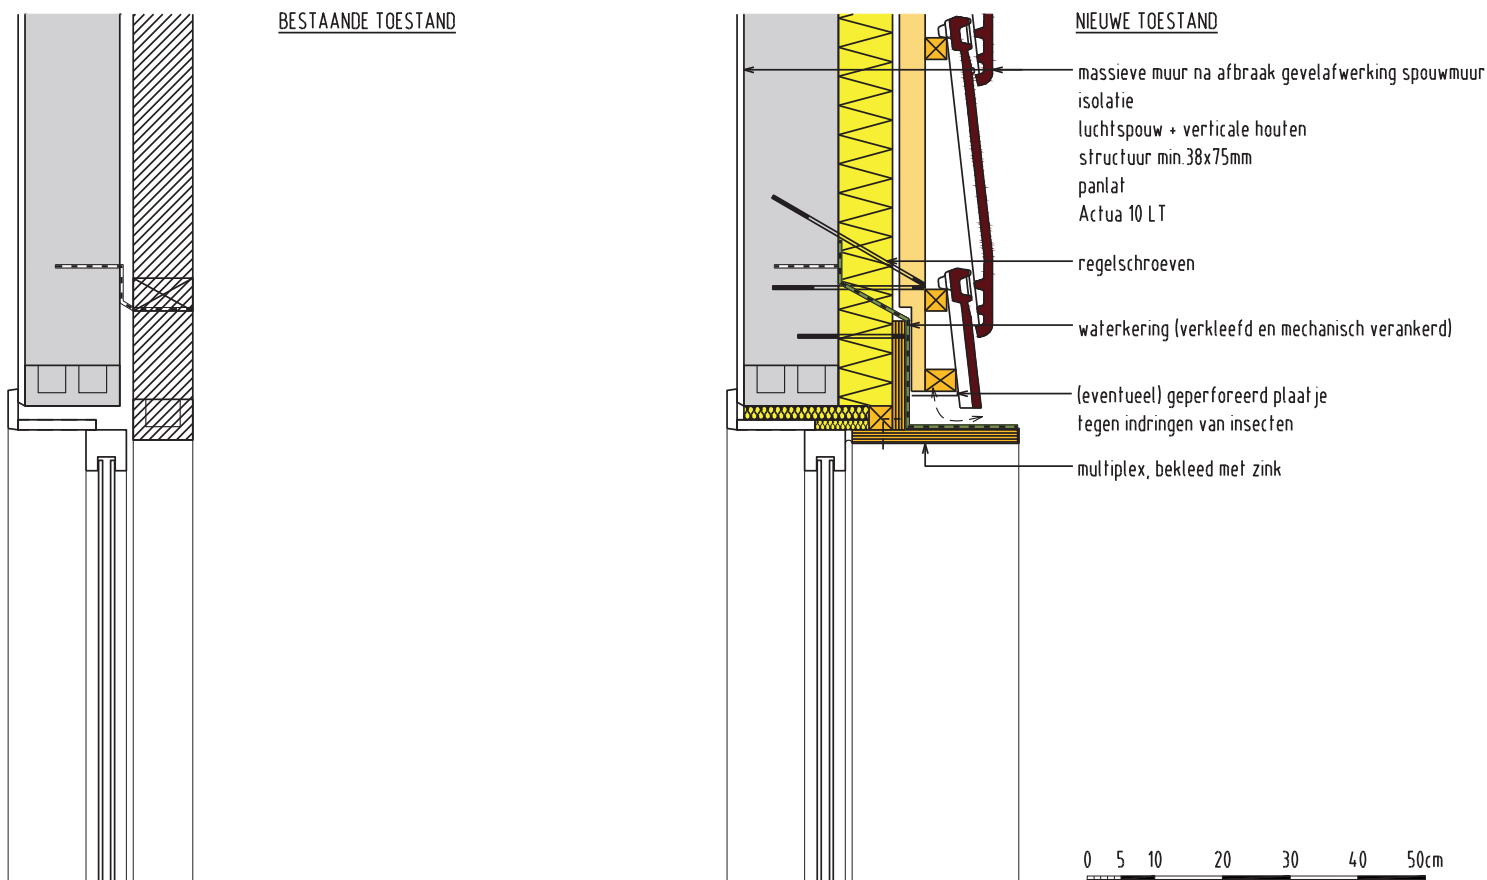 BESTAANDE TOESTAND
NIEUWE TOESTAND
massieve muur na afbraak gevelafwerking spouwmuur
isolatie
luchtspouw + verticale houten
structuur min.38x75mm
panlat
Actua 10 LT
regelschroeven
waterkering (verkleefd en mechanisch verankerd)
(eventueel) geperforeerd plaatje
tegen indringen van insecten
multiplex, bekleed met zink
0 5 10 20 30 40 50cm